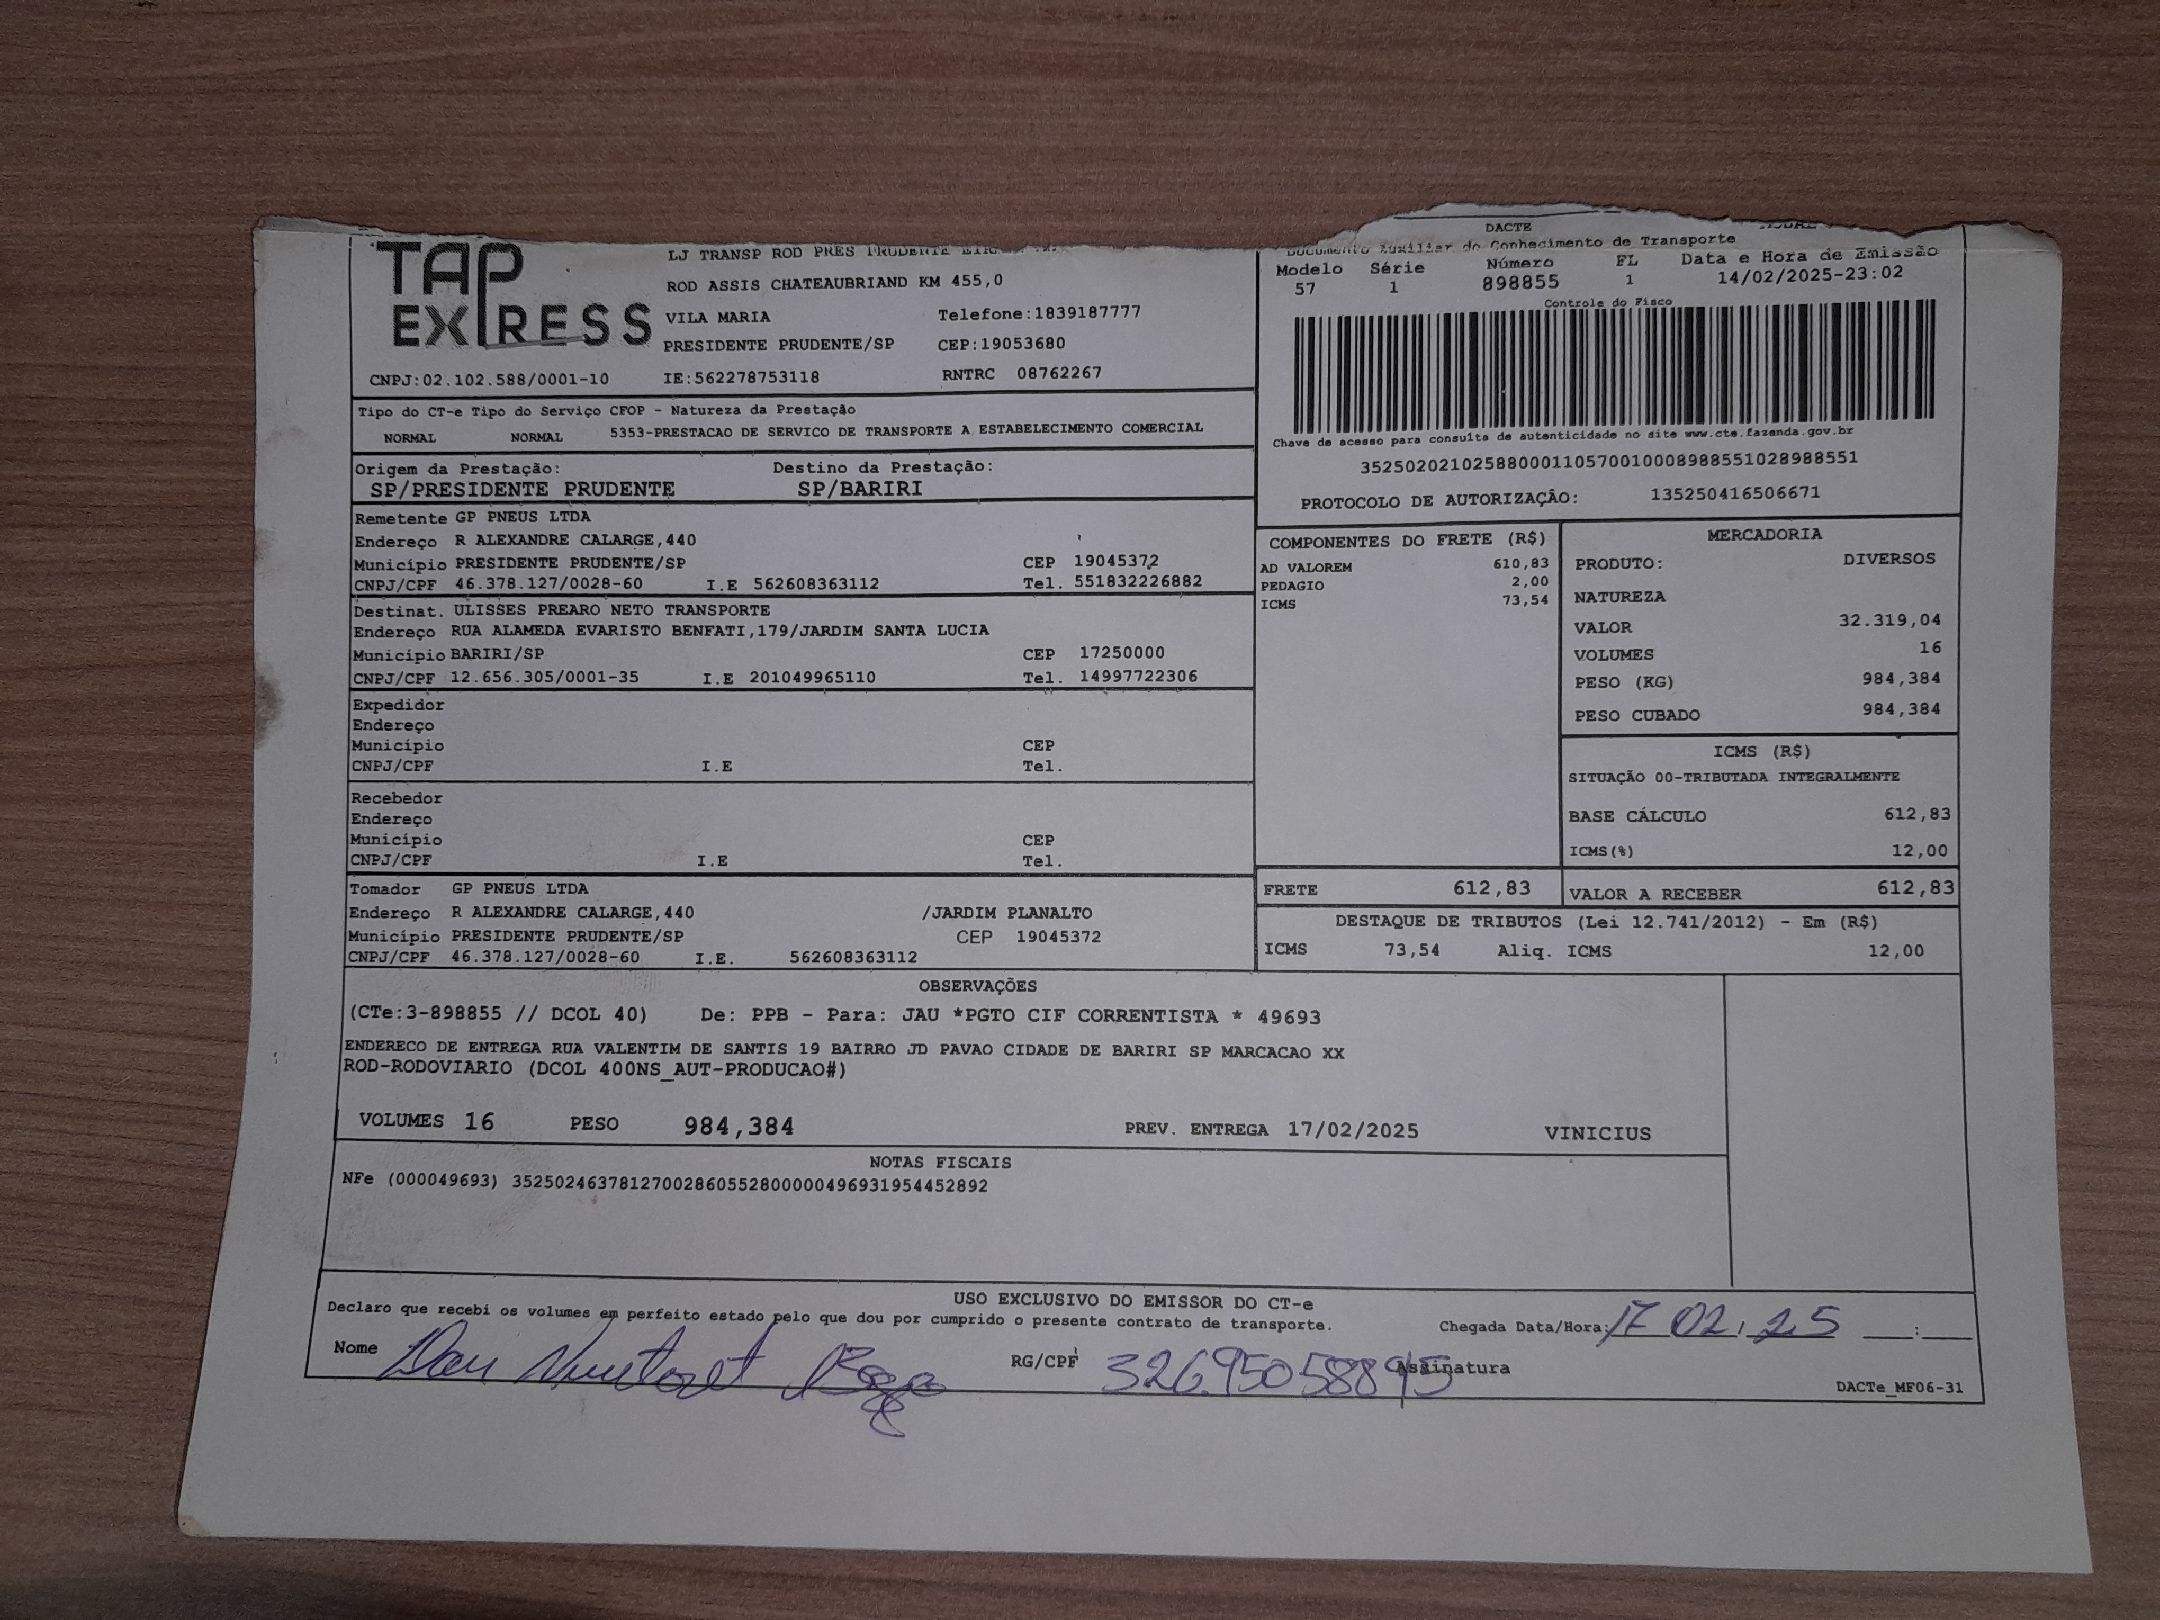 TAP EXPRESS
LJ TRANSP ROD PRES PRUDENTE
ROD ASSIS CHATEAUBRIAND KM 455,0
VILA MARIA Telefone:1839187777
PRESIDENTE PRUDENTE/SP CEP:19053680
CNPJ:02.102.588/0001-10 IE:562278753118 RNTRC 08762267
DACTE
Documento Auxiliar do Conhecimento de Transporte
Modelo Série Número FL Data e Hora de Emissão
57 1 898855 1 14/02/2025-23:02
Controle do Fisco
Chave de acesso para consulta de autenticidade no site www.cte.fazenda.gov.br
35250202102588000110570010008988551028988551
PROTOCOLO DE AUTORIZAÇÃO: 135250416506671
Tipo do CT-e Tipo do Serviço CFOP - Natureza da Prestação
NORMAL NORMAL 5353-PRESTACAO DE SERVICO DE TRANSPORTE A ESTABELECIMENTO COMERCIAL
Origem da Prestação: Destino da Prestação:
SP/PRESIDENTE PRUDENTE SP/BARIRI
Remetente GP PNEUS LTDA
Endereço R ALEXANDRE CALARGE,440
Município PRESIDENTE PRUDENTE/SP CEP 19045372
CNPJ/CPF 46.378.127/0028-60 I.E 562608363112 Tel. 551832226882
Destinat. ULISSES PREARO NETO TRANSPORTE
Endereço RUA ALAMEDA EVARISTO BENFATI,179/JARDIM SANTA LUCIA
Município BARIRI/SP CEP 17250000
CNPJ/CPF 12.656.305/0001-35 I.E 201049965110 Tel. 14997722306
Expedidor
Endereço
Município CEP
CNPJ/CPF I.E Tel.
Recebedor
Endereço
Município CEP
CNPJ/CPF I.E Tel.
Tomador GP PNEUS LTDA
Endereço R ALEXANDRE CALARGE,440 /JARDIM PLANALTO
Município PRESIDENTE PRUDENTE/SP CEP 19045372
CNPJ/CPF 46.378.127/0028-60 I.E. 562608363112
COMPONENTES DO FRETE (R$)
AD VALOREM 610,83
PEDAGIO 2,00
ICMS 73,54
MERCADORIA
PRODUTO: DIVERSOS
NATUREZA
VALOR 32.319,04
VOLUMES 16
PESO (KG) 984,384
PESO CUBADO 984,384
ICMS (R$)
SITUAÇÃO 00-TRIBUTADA INTEGRALMENTE
BASE CÁLCULO 612,83
ICMS(%) 12,00
FRETE 612,83 VALOR A RECEBER 612,83
DESTAQUE DE TRIBUTOS (Lei 12.741/2012) - Em (R$)
ICMS 73,54 Aliq. ICMS 12,00
OBSERVAÇÕES
(CTe:3-898855 // DCOL 40) De: PPB - Para: JAU *PGTO CIF CORRENTISTA * 49693
ENDERECO DE ENTREGA RUA VALENTIM DE SANTIS 19 BAIRRO JD PAVAO CIDADE DE BARIRI SP MARCACAO XX
ROD-RODOVIARIO (DCOL 400NS_AUT-PRODUCAO#)
VOLUMES 16 PESO 984,384 PREV. ENTREGA 17/02/2025 VINICIUS
NOTAS FISCAIS
NFe (000049693) 35250246378127002860552800000496931954452892
USO EXCLUSIVO DO EMISSOR DO CT-e
Declaro que recebi os volumes em perfeito estado pelo que dou por cumprido o presente contrato de transporte. Chegada Data/Hora: 17 02.25 __:__
Nome RG/CPF 32695058895 Assinatura
DACTe_MF06-31